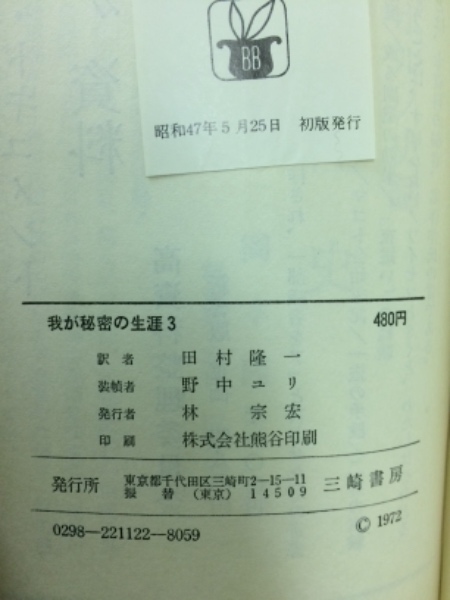 BB
昭和47年5月25日 初版発行
資料
我が秘密の生涯3 480円
訳者 田村隆一
装幀者 野中ユリ
発行者 林宗宏
印刷 株式会社熊谷印刷
発行所 東京都千代田区三崎町2—15—11 三崎書房
振替（東京）14509
0298—221122—8059 © 1972